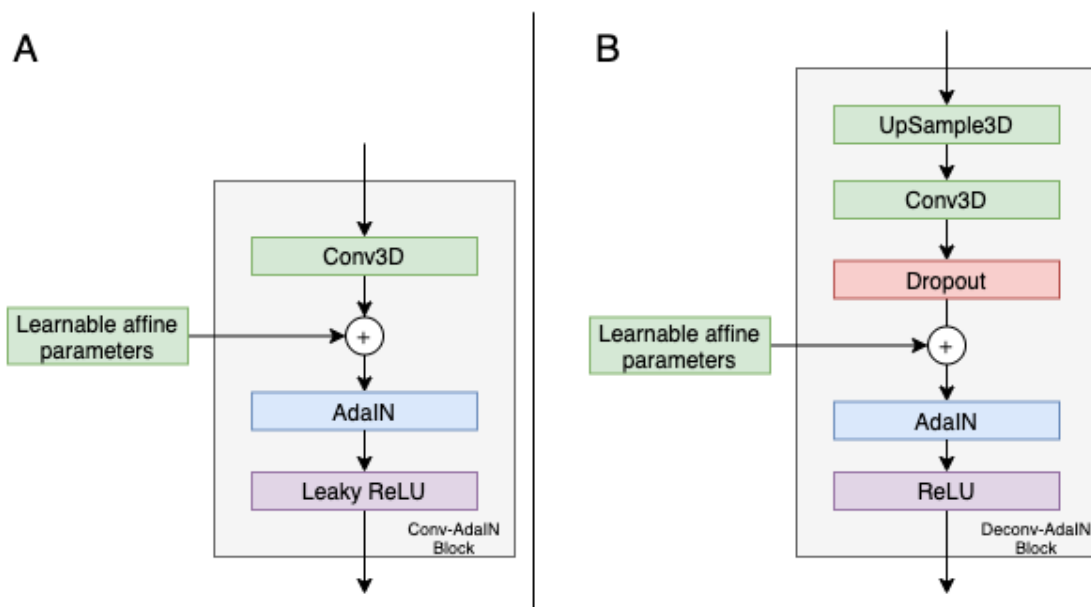 A
Conv3D
Learnable affine
parameters
+
AdaIN
Leaky ReLU
Conv-AdaIN
Block
B
UpSample3D
Conv3D
Dropout
Learnable affine
parameters
+
AdaIN
ReLU
Deconv-AdaIN
Block